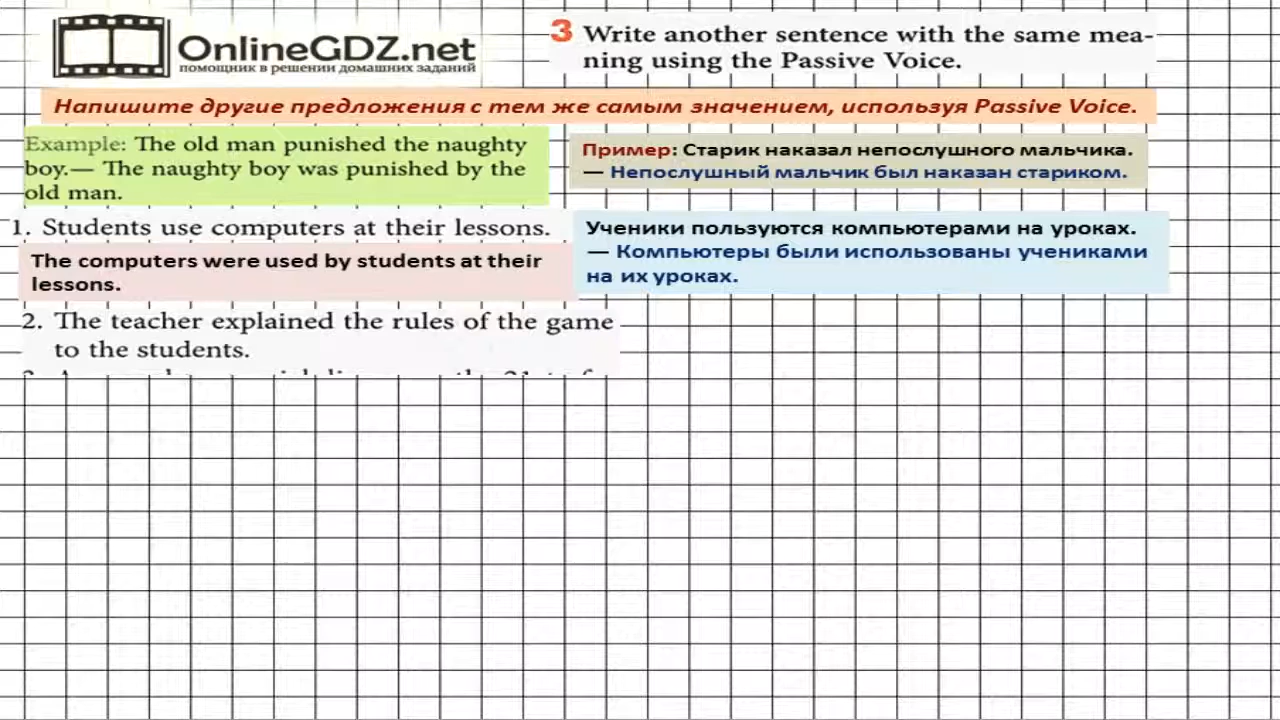 OnlineGDZ.net
помощник в решении домашних заданий
3 Write another sentence with the same mea-
ning using the Passive Voice.
Напишите другие предложения с тем же самым значением, используя Passive Voice.
Example: The old man punished the naughty
boy.— The naughty boy was punished by the
old man.
Пример: Старик наказал непослушного мальчика.
— Непослушный мальчик был наказан стариком.
1. Students use computers at their lessons.
The computers were used by students at their
lessons.
Ученики пользуются компьютерами на уроках.
— Компьютеры были использованы учениками
на их уроках.
2. The teacher explained the rules of the game
to the students.